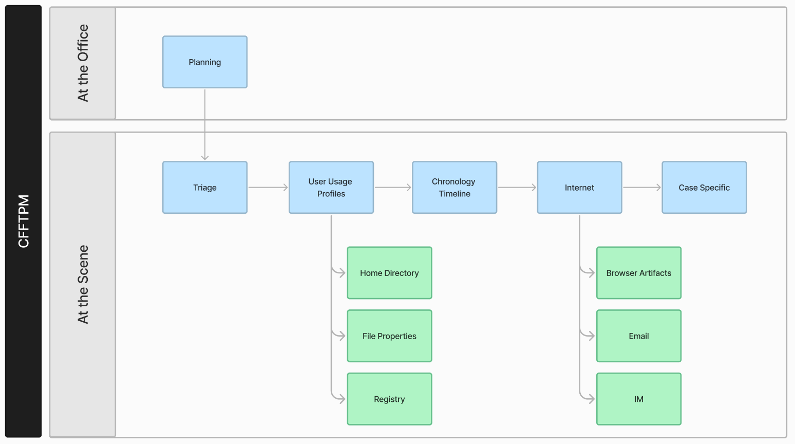 CFFTPM
At the Office
Planning
At the Scene
Triage
User Usage
Profiles
Chronology
Timeline
Internet
Case Specific
Home Directory
File Properties
Registry
Browser Artifacts
Email
IM